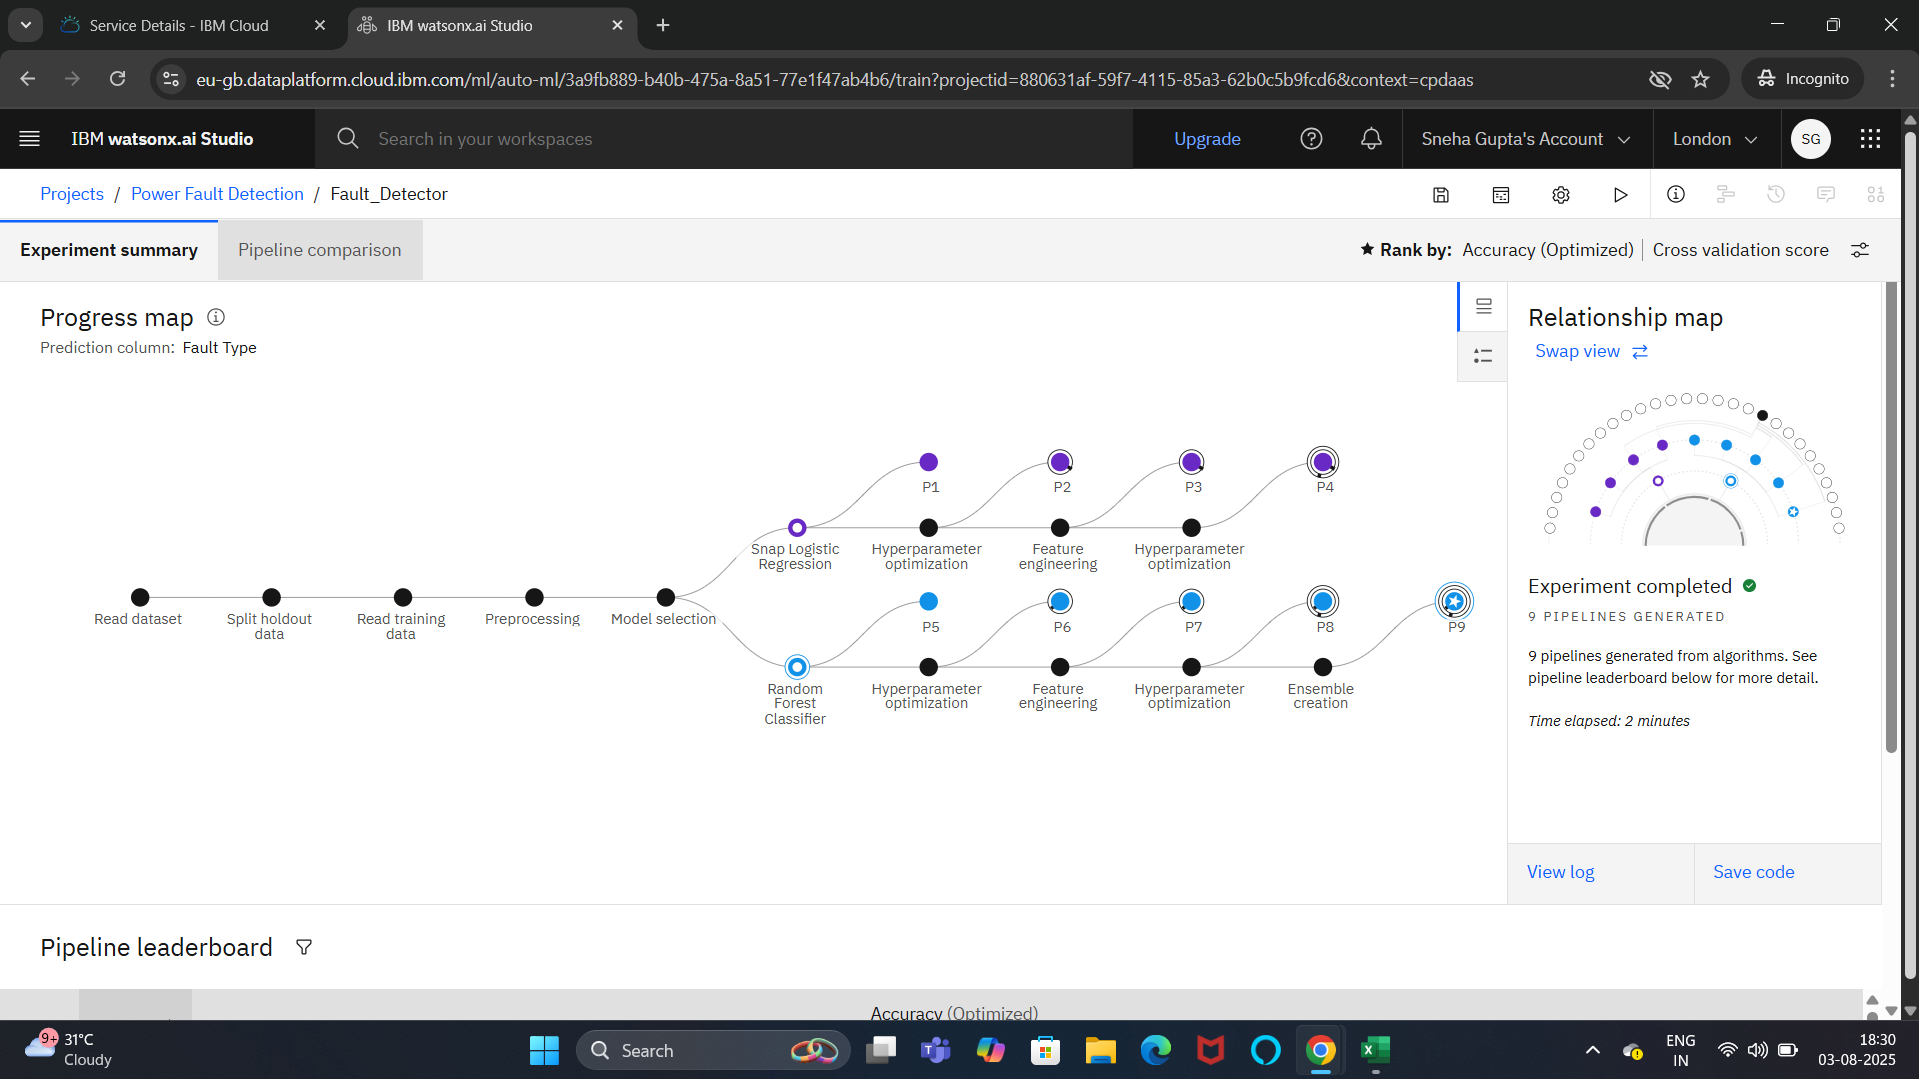 Service Details - IBM Cloud
IBM watsonx.ai Studio
eu-gb.dataplatform.cloud.ibm.com/ml/auto-ml/3a9fb889-b40b-475a-8a51-77e1f47ab4b6/train?projectid=880631af-59f7-4115-85a3-62b0c5b9fcd6&context=cpdaas
Incognito
IBM watsonx.ai Studio
Search in your workspaces
Upgrade
Sneha Gupta's Account
London
SG
Projects / Power Fault Detection / Fault_Detector
Experiment summary
Pipeline comparison
Rank by: Accuracy (Optimized) | Cross validation score
Progress map
Prediction column: Fault Type
P1
P2
P3
P4
Snap Logistic
Regression
Hyperparameter
optimization
Feature
engineering
Hyperparameter
optimization
Read dataset
Split holdout
data
Read training
data
Preprocessing
Model selection
P5
P6
P7
P8
P9
Random
Forest
Classifier
Hyperparameter
optimization
Feature
engineering
Hyperparameter
optimization
Ensemble
creation
Relationship map
Swap view
Experiment completed
9 PIPELINES GENERATED
9 pipelines generated from algorithms. See
pipeline leaderboard below for more detail.
Time elapsed: 2 minutes
View log
Save code
Pipeline leaderboard
Accuracy (Optimized)
9+
31°C
Cloudy
Search
ENG
IN
18:30
03-08-2025